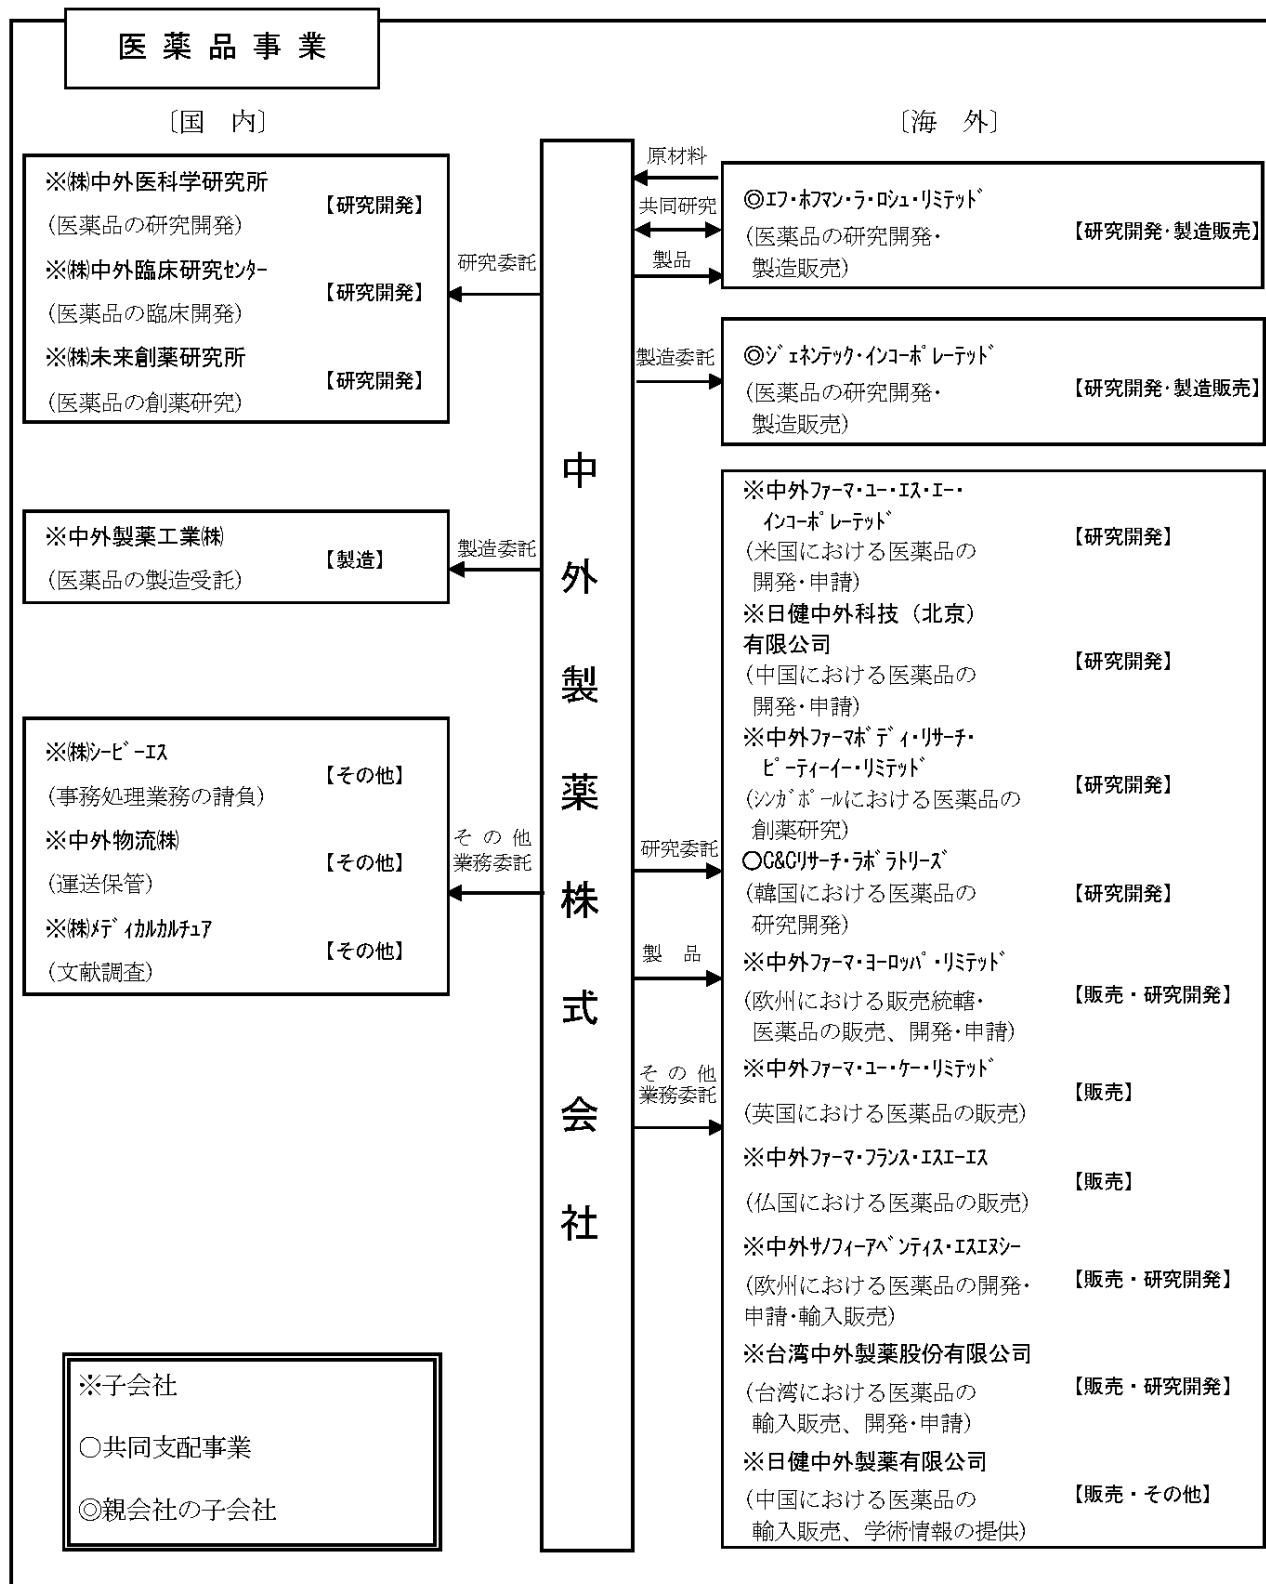 医薬品事業
〔国 内〕
※㈱中外医科学研究所
【研究開発】
(医薬品の研究開発)
※㈱中外臨床研究ｾﾝﾀｰ
【研究開発】
(医薬品の臨床開発)
※㈱未来創薬研究所
【研究開発】
(医薬品の創薬研究)
研究委託
※中外製薬工業㈱
【製造】
(医薬品の製造受託)
製造委託
※㈱ｼｰﾋﾞｰｴｽ
【その他】
(事務処理業務の請負)
※中外物流㈱
【その他】
(運送保管)
※㈱ﾒﾃﾞｨｶﾙｶﾙﾁｭｱ
【その他】
(文献調査)
その他
業務委託
※子会社
○共同支配事業
◎親会社の子会社
中外製薬株式会社
〔海 外〕
原材料
共同研究
製品
◎ｴﾌ･ﾎﾌﾏﾝ･ﾗ･ﾛｼｭ･ﾘﾐﾃｯﾄﾞ
(医薬品の研究開発･
製造販売)
【研究開発･製造販売】
製造委託
◎ｼﾞｪﾈﾝﾃｯｸ･ｲﾝｺｰﾎﾟﾚｰﾃｯﾄﾞ
(医薬品の研究開発･
製造販売)
【研究開発･製造販売】
研究委託
製 品
その他
業務委託
※中外ﾌｧｰﾏ･ﾕｰ･ｴｽ･ｴｰ･
ｲﾝｺｰﾎﾟﾚｰﾃｯﾄﾞ
(米国における医薬品の
開発･申請)
【研究開発】
※日健中外科技（北京）
有限公司
(中国における医薬品の
開発･申請)
【研究開発】
※中外ﾌｧｰﾏﾎﾞﾃﾞｨ･ﾘｻｰﾁ･
ﾋﾟｰﾃｨｰｲｰ･ﾘﾐﾃｯﾄﾞ
(ｼﾝｶﾞﾎﾟｰﾙにおける医薬品の
創薬研究)
【研究開発】
○C&Cﾘｻｰﾁ･ﾗﾎﾞﾗﾄﾘｰｽﾞ
(韓国における医薬品の
研究開発)
【研究開発】
※中外ﾌｧｰﾏ･ﾖｰﾛｯﾊﾟ･ﾘﾐﾃｯﾄﾞ
(欧州における販売統轄･
医薬品の販売、開発･申請)
【販売・研究開発】
※中外ﾌｧｰﾏ･ﾕｰ･ｹｰ･ﾘﾐﾃｯﾄﾞ
(英国における医薬品の販売)
【販売】
※中外ﾌｧｰﾏ･ﾌﾗﾝｽ･ｴｽｴｰｴｽ
(仏国における医薬品の販売)
【販売】
※中外ｻﾉﾌｨｰｱﾍﾞﾝﾃｨｽ･ｴｽｴﾇｼｰ
(欧州における医薬品の開発･
申請･輸入販売)
【販売・研究開発】
※台湾中外製薬股份有限公司
(台湾における医薬品の
輸入販売、開発･申請)
【販売・研究開発】
※日健中外製薬有限公司
(中国における医薬品の
輸入販売、学術情報の提供)
【販売・その他】